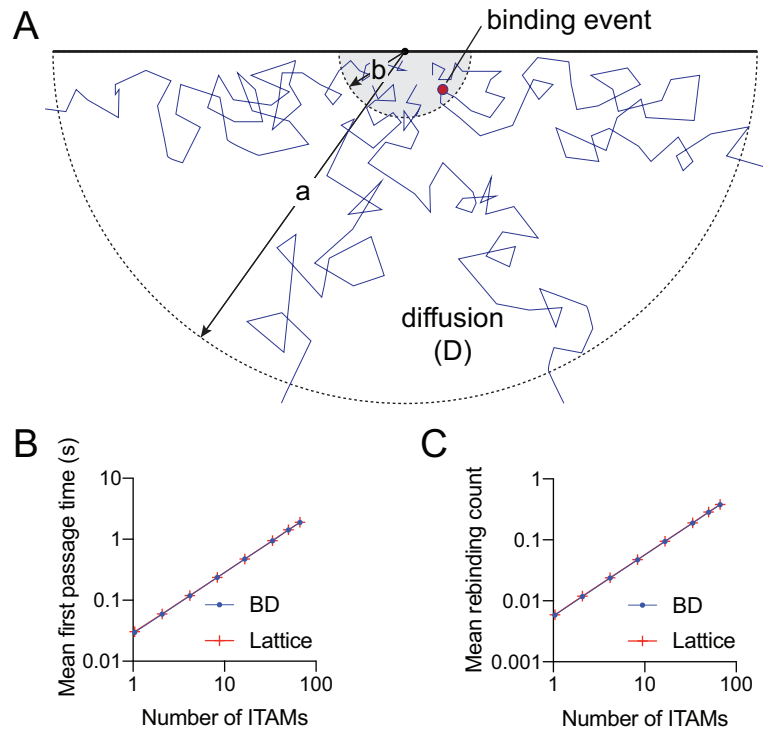 A
binding event
b
a
diffusion
(D)
B
Mean first passage time (s)
10
1
0.1
0.01
BD
Lattice
1
10
100
Number of ITAMs
C
Mean rebinding count
1
0.1
0.01
0.001
BD
Lattice
1
10
100
Number of ITAMs